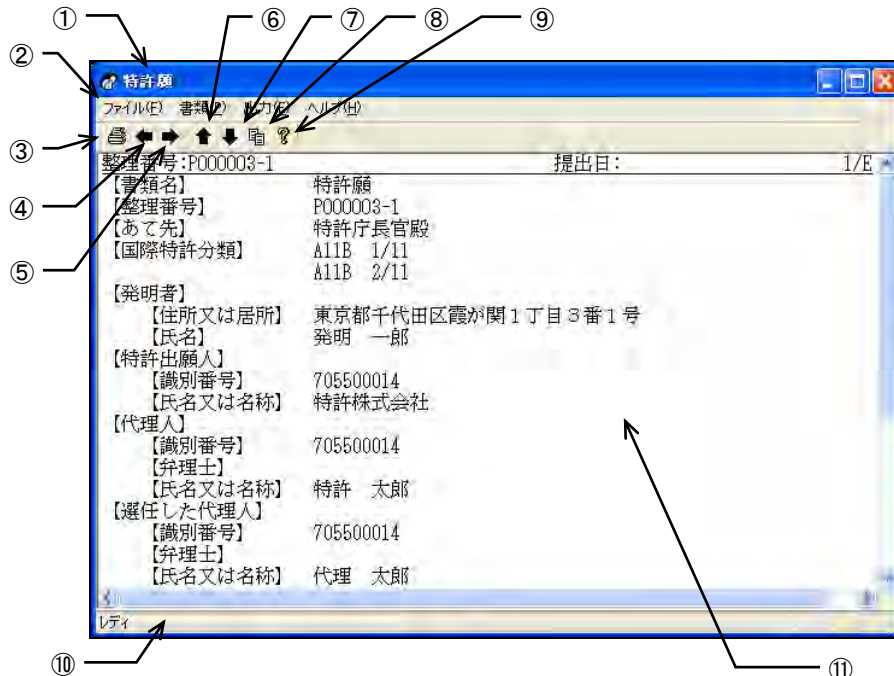 ① ⑥ ⑦ ⑧ ⑨
②
特許願
ファイル(F) 書類(P) 出力(E) ヘルプ(H)
③
整理番号:P000003-1 提出日: 1/E
④
【書類名】 特許願
【整理番号】 P000003-1
【あて先】 特許庁長官殿
⑤
【国際特許分類】 A11B 1/11
A11B 2/11
【発明者】
【住所又は居所】 東京都千代田区霞が関1丁目3番1号
【氏名】 発明 一郎
【特許出願人】
【識別番号】 705500014
【氏名又は名称】 特許株式会社
【代理人】
【識別番号】 705500014
【弁理士】
【氏名又は名称】 特許 太郎
【選任した代理人】
【識別番号】 705500014
【弁理士】
【氏名又は名称】 代理 太郎
レディ
⑩ ⑪